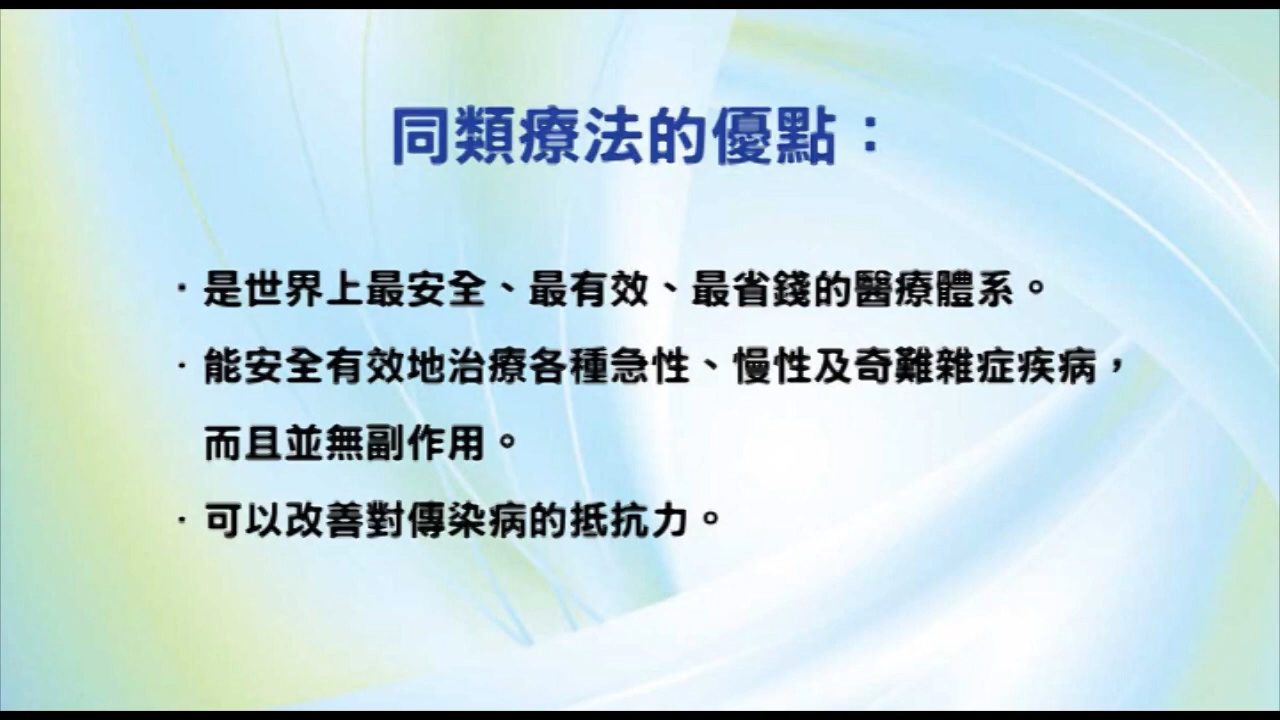 同類療法的優點：
·是世界上最安全、最有效、最省錢的醫療體系。
·能安全有效地治療各種急性、慢性及奇難雜症疾病，
而且並無副作用。
·可以改善對傳染病的抵抗力。